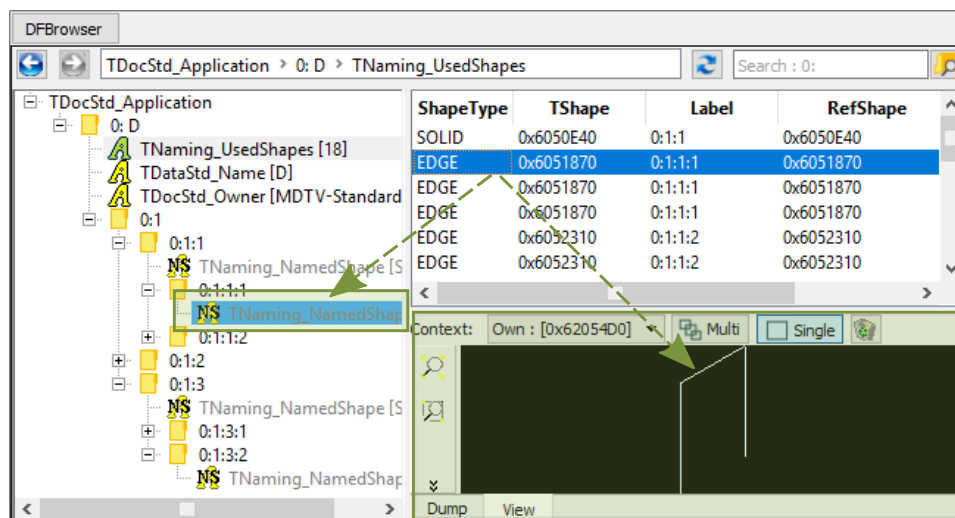 DFBrowser
TDocStd_Application > 0: D > TNaming_UsedShapes
Search : 0:
TDocStd_Application
0: D
TNaming_UsedShapes [18]
TDataStd_Name [D]
TDocStd_Owner [MDTV-Standard
0:1
0:1:1
TNaming_NamedShape [S
0:1:1:1
TNaming_NamedShap
0:1:1:2
0:1:2
0:1:3
TNaming_NamedShape [S
0:1:3:1
0:1:3:2
TNaming_NamedShap
ShapeType TShape Label RefShape
SOLID 0x6050E40 0:1:1 0x6050E40
EDGE 0x6051870 0:1:1:1 0x6051870
EDGE 0x6051870 0:1:1:1 0x6051870
EDGE 0x6051870 0:1:1:1 0x6051870
EDGE 0x6052310 0:1:1:2 0x6052310
EDGE 0x6052310 0:1:1:2 0x6052310
Context: Own : [0x62054D0] Multi Single
Dump View